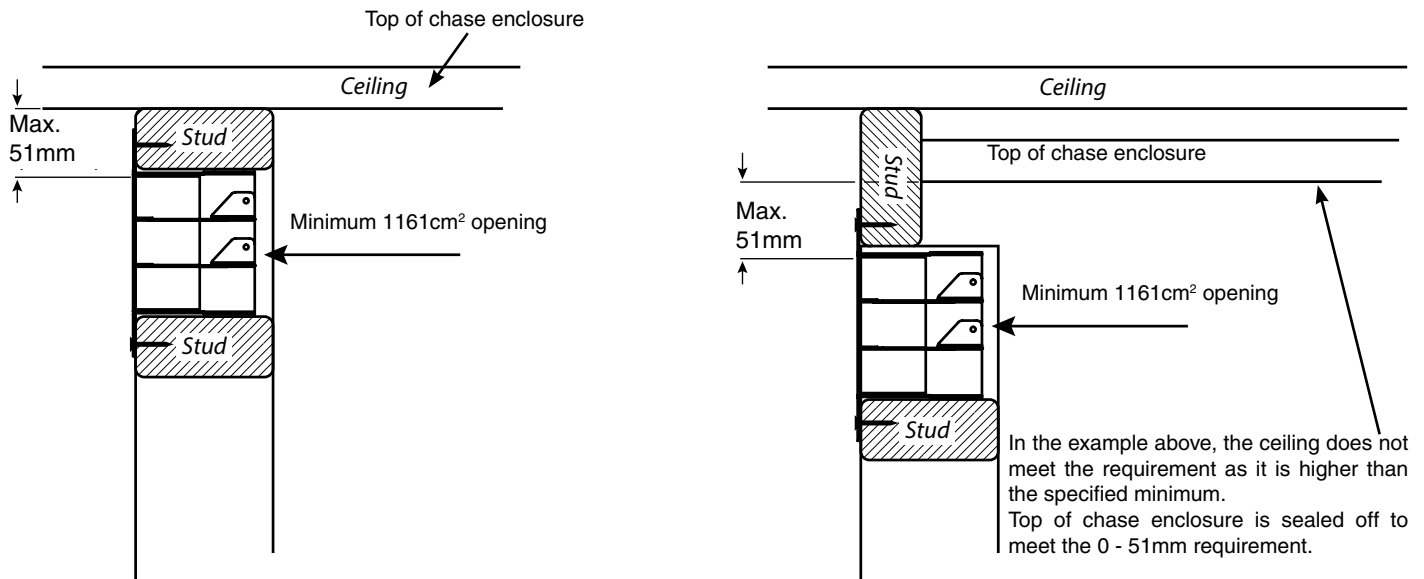 Top of chase enclosure
Ceiling
Max.
51mm
Stud
Minimum 1161cm² opening
Stud
Ceiling
Top of chase enclosure
Stud
Max.
51mm
Minimum 1161cm² opening
Stud
In the example above, the ceiling does not
meet the requirement as it is higher than
the specified minimum.
Top of chase enclosure is sealed off to
meet the 0 - 51mm requirement.